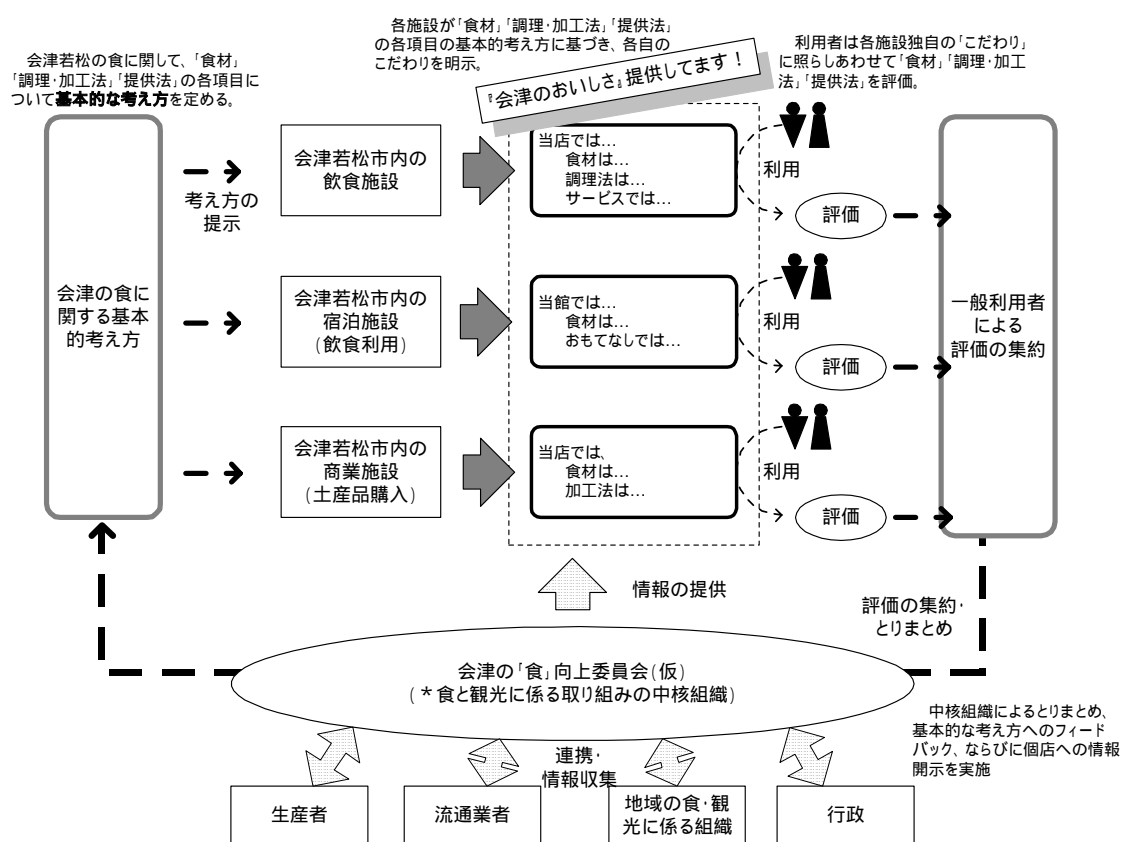 会津若松の食に関して、「食材」
「調理・加工法」「提供法」の各項目に
ついて基本的な考え方を定める。
各施設が「食材」「調理・加工法」「提供法」
の各項目の基本的考え方に基づき、各自の
こだわりを明示。
『会津のおいしさ』提供してます！
利用者は各施設独自の「こだわり」
に照らしあわせて「食材」「調理・加工
法」「提供法」を評価。
会津の食に
関する基本
的考え方
考え方の
提示
会津若松市内の
飲食施設
当店では…
食材は…
調理法は…
サービスでは…
利用
評価
会津若松市内の
宿泊施設
(飲食利用)
当館では…
食材は…
おもてなしでは…
利用
評価
会津若松市内の
商業施設
(土産品購入)
当店では、
食材は…
加工法は…
利用
評価
一般利用者
による
評価の集約
情報の提供
評価の集約・
とりまとめ
会津の「食」向上委員会(仮)
(＊食と観光に係る取り組みの中核組織)
中核組織によるとりまとめ、
基本的な考え方へのフィード
バック、ならびに個店への情報
開示を実施
連携・
情報収集
生産者
流通業者
地域の食・観
光に係る組織
行政